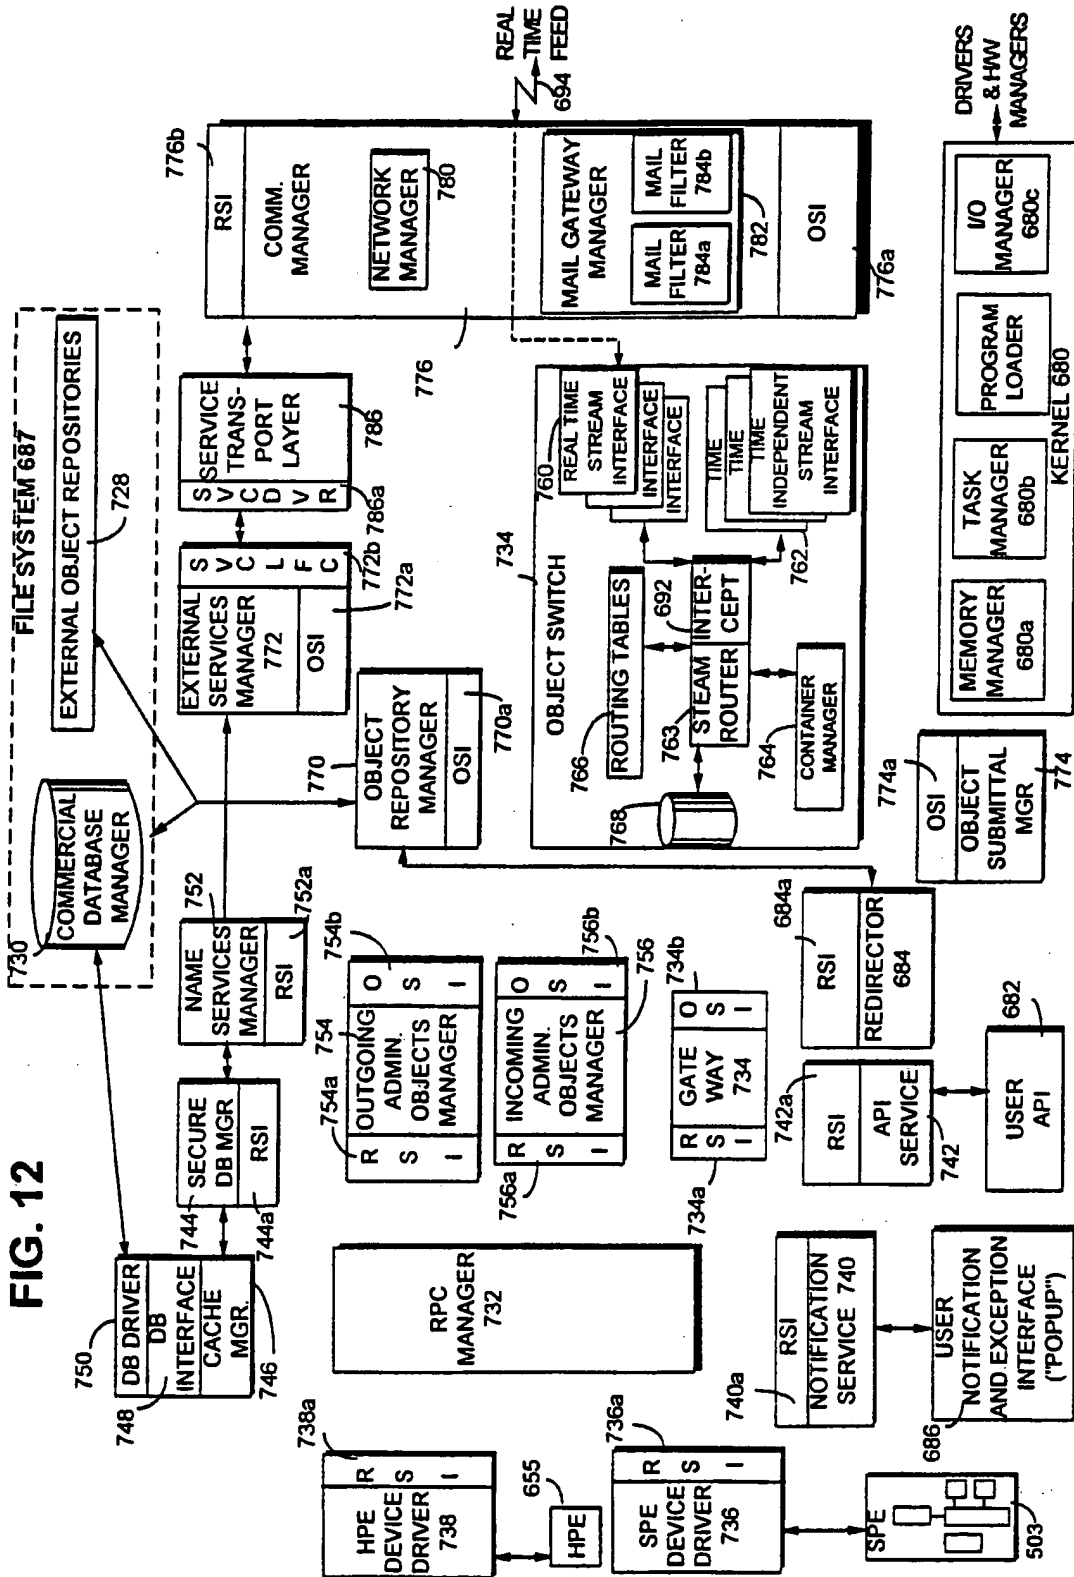 FIG. 12
FILE SYSTEM 687
EXTERNAL OBJECT REPOSITORIES
728
COMMERCIAL
DATABASE
MANAGER
730
750
DB DRIVER
DB
INTERFACE
CACHE
MGR.
748
746
744
SECURE
DB MGR
RSI
744a
NAME
SERVICES
MANAGER
RSI
752
752a
EXTERNAL
SERVICES
MANAGER
772
OSI
S
V
C
I
F
C
772b
772a
S
V
C
D
V
R
SERVICE
TRANS-
PORT
LAYER
786
786a
RSI
776b
COMM.
MANAGER
NETWORK
MANAGER
780
776
MAIL GATEWAY
MANAGER
MAIL
FILTER
784a
MAIL
FILTER
784b
782
OSI
776a
REAL
TIME
FEED
694
770
OBJECT
REPOSITORY
MANAGER
OSI
770a
738a
HPE
DEVICE
DRIVER
738
R
S
I
655
HPE
736a
SPE
DEVICE
DRIVER
736
R
S
I
SPE
503
RPC
MANAGER
732
754a
R
S
I
OUTGOING
ADMIN.
OBJECTS
MANAGER
O
S
I
754
754b
756a
R
S
I
INCOMING
ADMIN.
OBJECTS
MANAGER
O
S
I
756b
756
734a
R
S
I
GATE
WAY
734
O
S
I
734b
734
OBJECT SWITCH
766
ROUTING TABLES
692
763
STEAM
ROUTER
INTER-
CEPT
764
CONTAINER
MANAGER
768
760
REAL TIME
STREAM
INTERFACE
INTERFACE
INTERFACE
TIME
TIME
TIME
INDEPENDENT
STREAM
INTERFACE
762
740a
RSI
NOTIFICATION
SERVICE 740
686
USER
NOTIFICATION
AND EXCEPTION
INTERFACE
("POPUP")
742a
RSI
API
SERVICE
742
USER
API
682
684a
RSI
REDIRECTOR
684
774a
OSI
OBJECT
SUBMITTAL
MGR
774
MEMORY
MANAGER
680a
TASK
MANAGER
680b
PROGRAM
LOADER
I/O
MANAGER
680c
KERNEL 680
DRIVERS
& H/W
MANAGERS